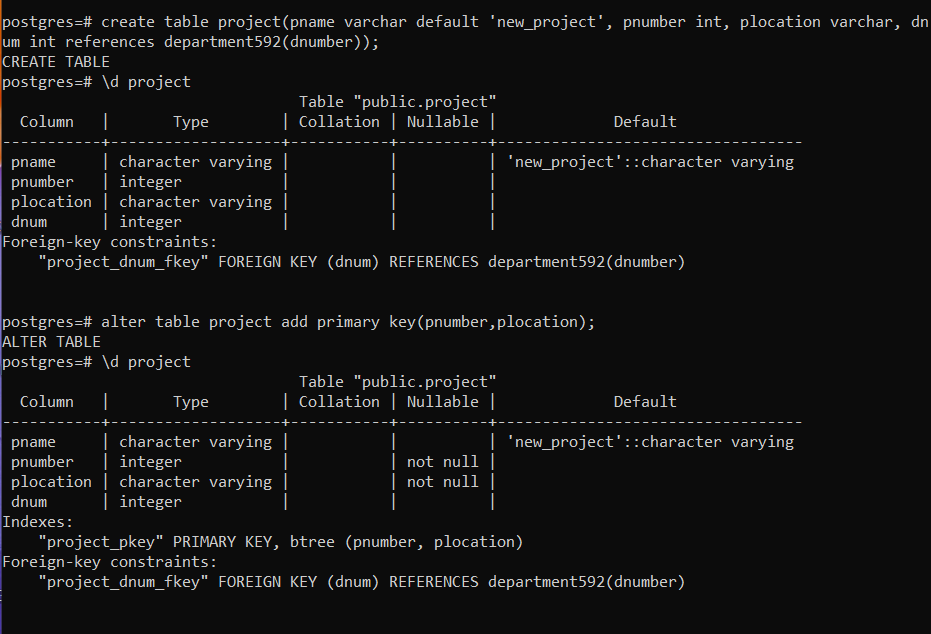 postgres=# create table project(pname varchar default 'new_project', pnumber int, plocation varchar, dn
um int references department592(dnumber));
CREATE TABLE
postgres=# \d project
                                 Table "public.project"
  Column   |       Type        | Collation | Nullable |             Default
-----------+-------------------+-----------+----------+----------------------------------
 pname     | character varying |           |          | 'new_project'::character varying
 pnumber   | integer           |           |          |
 plocation | character varying |           |          |
 dnum      | integer           |           |          |
Foreign-key constraints:
    "project_dnum_fkey" FOREIGN KEY (dnum) REFERENCES department592(dnumber)
postgres=# alter table project add primary key(pnumber,plocation);
ALTER TABLE
postgres=# \d project
                                 Table "public.project"
  Column   |       Type        | Collation | Nullable |             Default
-----------+-------------------+-----------+----------+----------------------------------
 pname     | character varying |           |          | 'new_project'::character varying
 pnumber   | integer           |           | not null |
 plocation | character varying |           | not null |
 dnum      | integer           |           |          |
Indexes:
    "project_pkey" PRIMARY KEY, btree (pnumber, plocation)
Foreign-key constraints:
    "project_dnum_fkey" FOREIGN KEY (dnum) REFERENCES department592(dnumber)